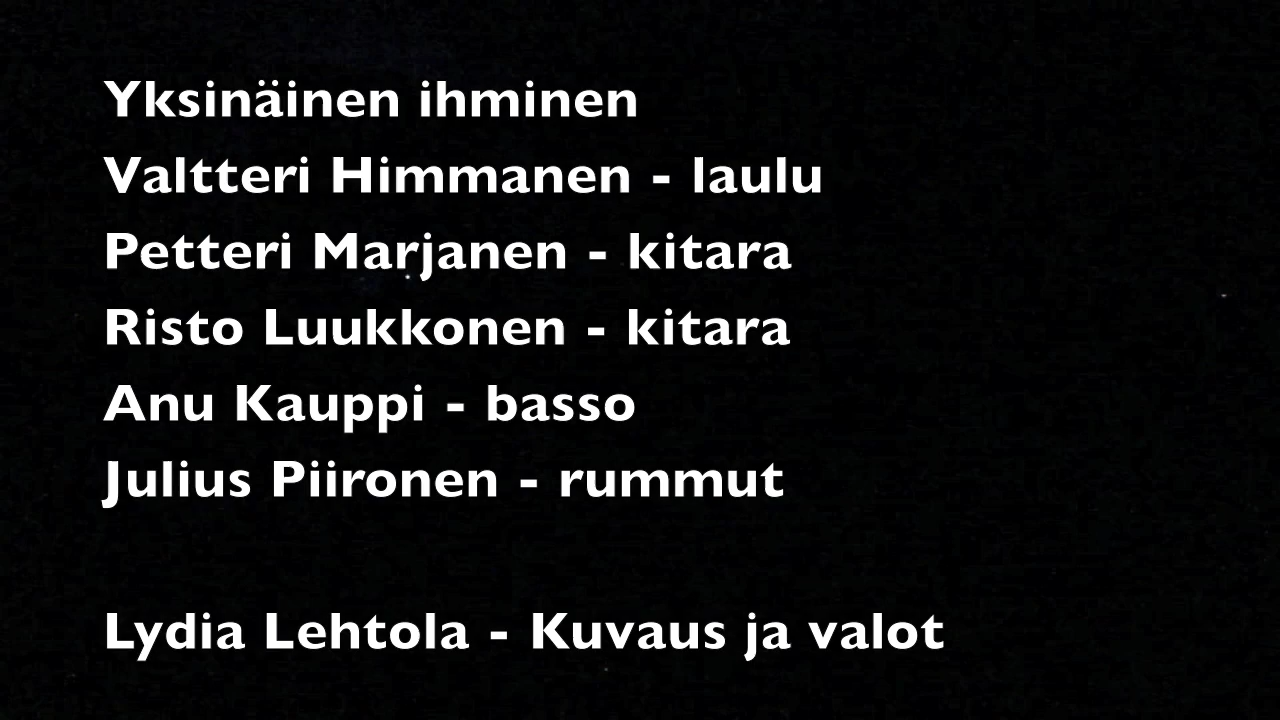 Yksinäinen ihminen
Valtteri Himmanen - laulu
Petteri Marjanen - kitara
Risto Luukkonen - kitara
Anu Kauppi - basso
Julius Piironen - rummut
Lydia Lehtola - Kuvaus ja valot